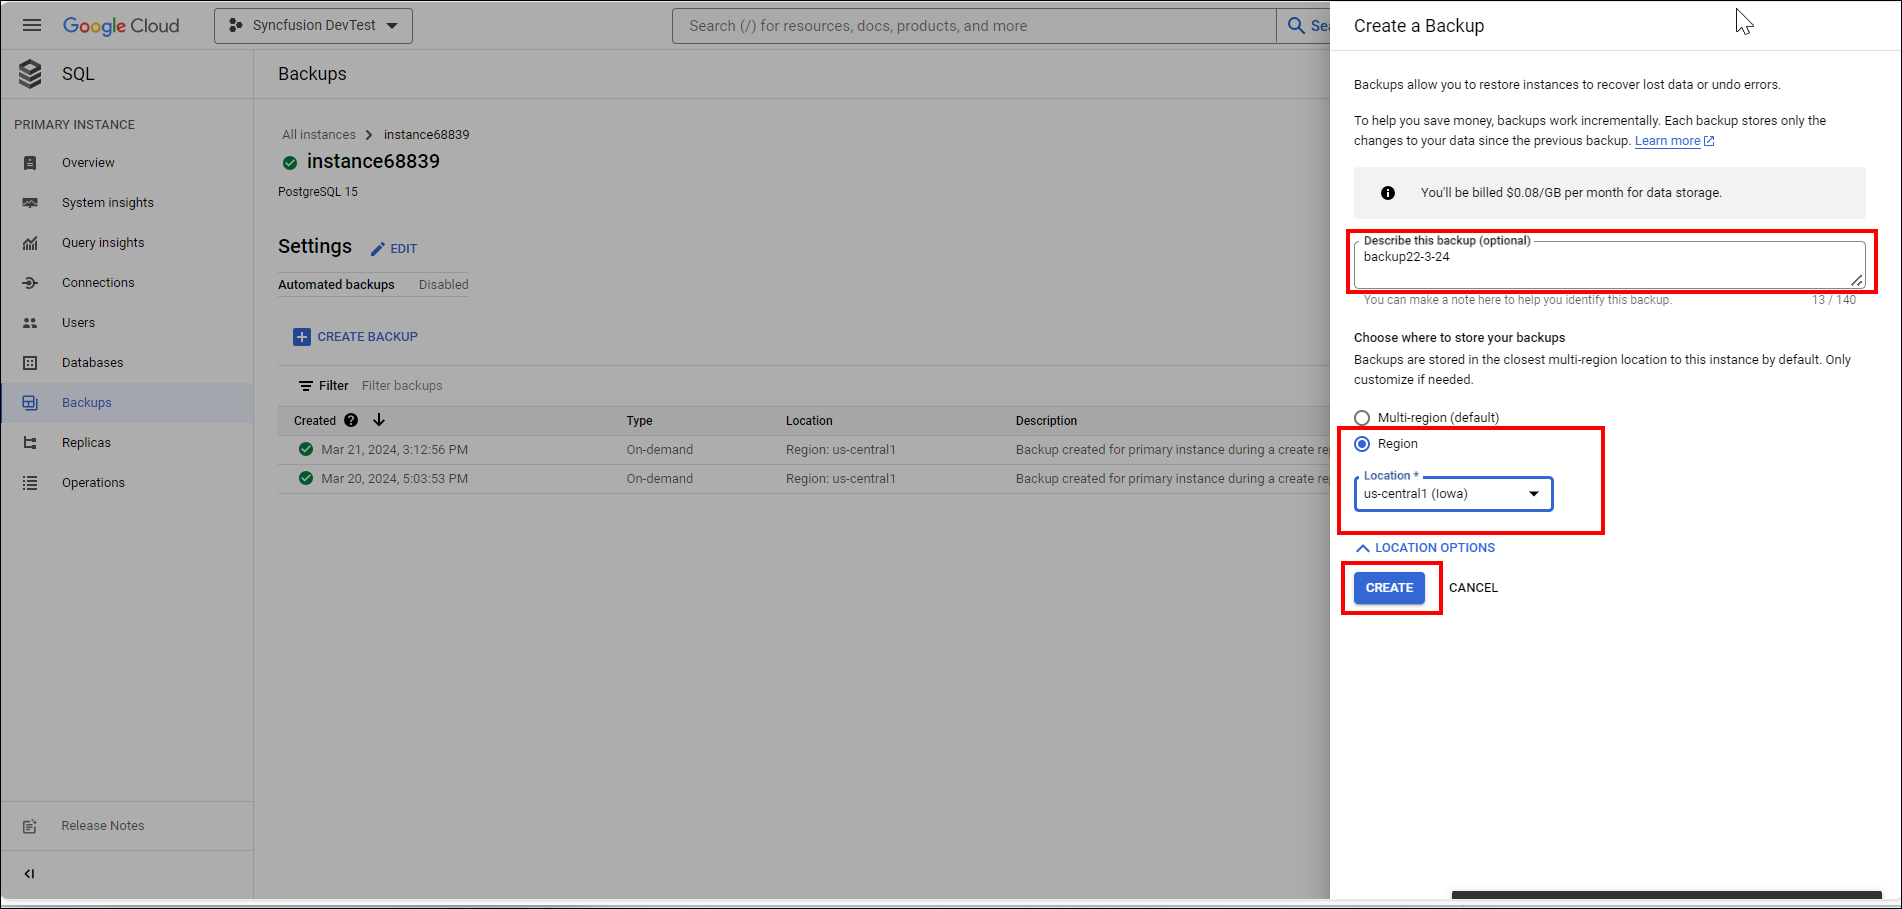 Google Cloud
Syncfusion DevTest
Search (/) for resources, docs, products, and more
SQL
Backups
PRIMARY INSTANCE
Overview
System insights
Query insights
Connections
Users
Databases
Backups
Replicas
Operations
Release Notes
All instances
instance68839
instance68839
PostgreSQL 15
Settings
EDIT
Automated backups Disabled
CREATE BACKUP
Filter Filter backups
Created Type Location Description
Mar 21, 2024, 3:12:56 PM On-demand Region: us-central1 Backup created for primary instance during a create
Mar 20, 2024, 5:03:53 PM On-demand Region: us-central1 Backup created for primary instance during a create
Create a Backup
Backups allow you to restore instances to recover lost data or undo errors.
To help you save money, backups work incrementally. Each backup stores only the
changes to your data since the previous backup. Learn more
You'll be billed $0.08/GB per month for data storage.
Describe this backup (optional)
backup22-3-24
You can make a note here to help you identify this backup. 13 / 140
Choose where to store your backups
Backups are stored in the closest multi-region location to this instance by default. Only
customize if needed.
Multi-region (default)
Region
Location *
us-central1 (Iowa)
LOCATION OPTIONS
CREATE CANCEL